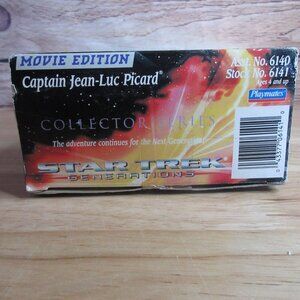 MOVIE EDITION
Captain Jean-Luc Picard®
Asst. No. 6140
Stock No. 6141
Ages 4 and up
Playmates®
COLLECTOR SERIES
The adventure continues for the Next Generation!
STAR TREK
GENERATIONS